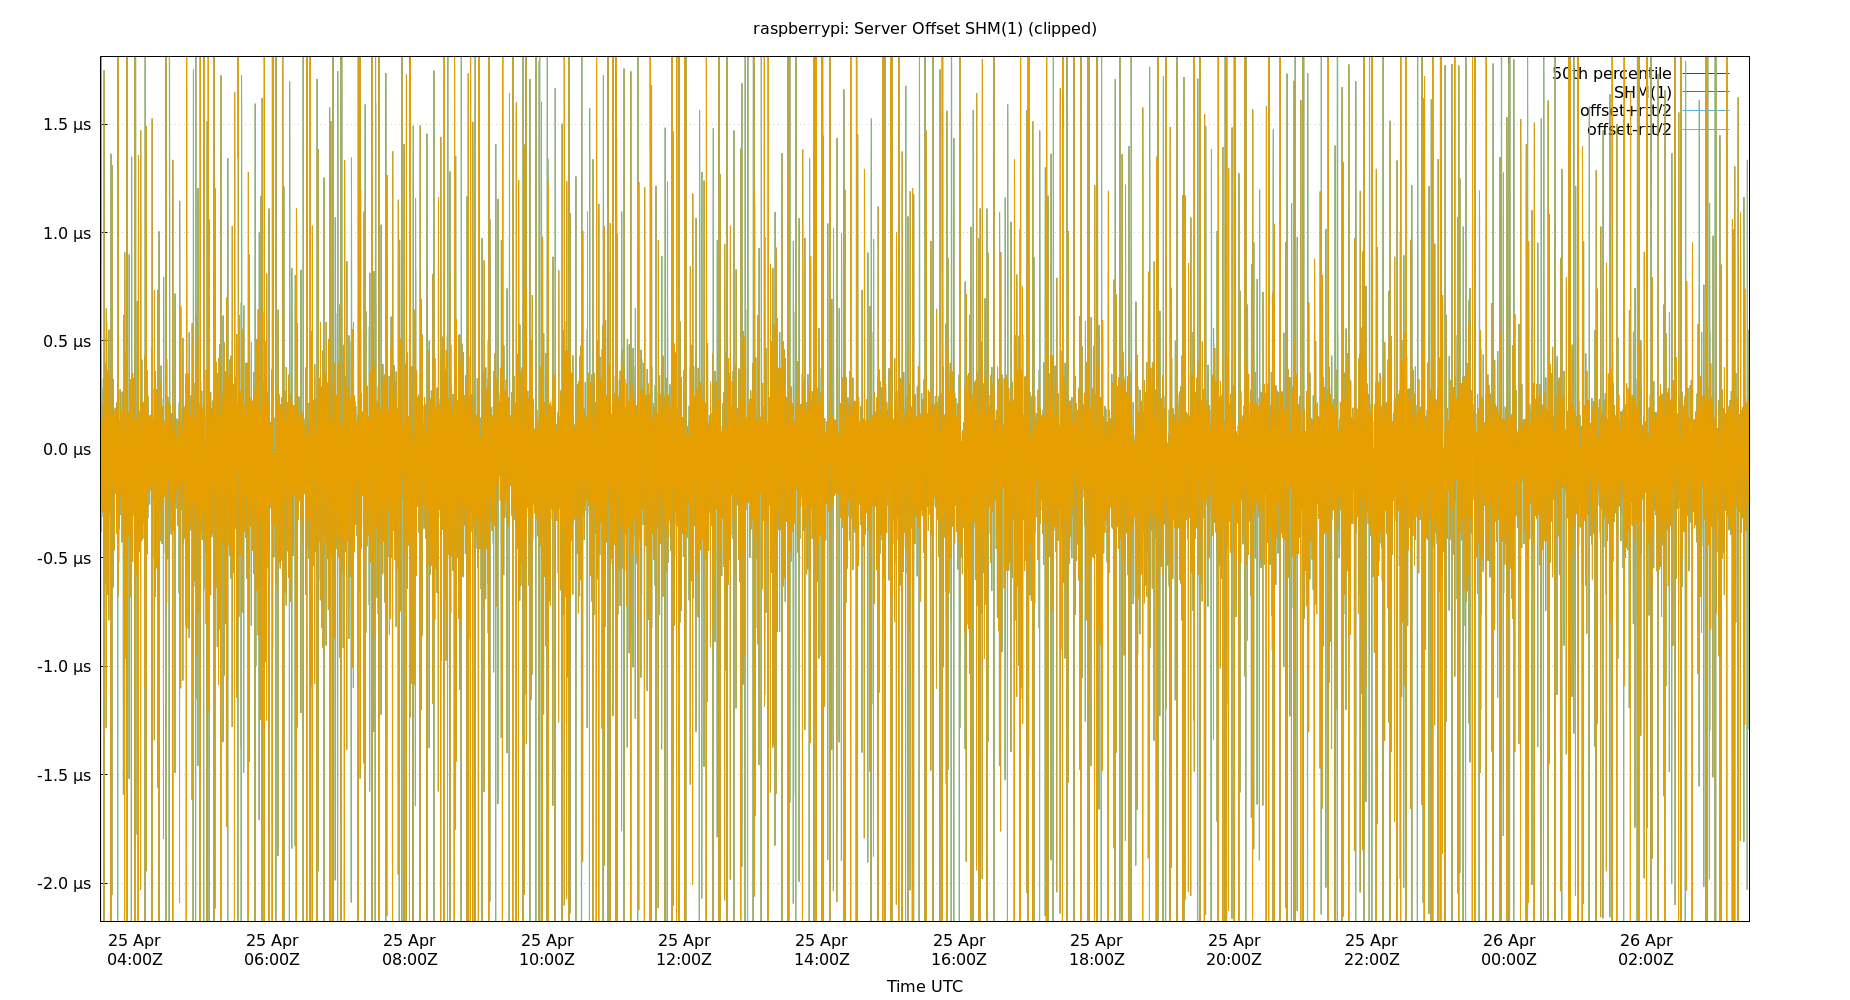 raspberrypi: Server Offset SHM(1) (clipped)
50th percentile
SHM(1)
offset+rtt/2
offset-rtt/2
1.5 µs
1.0 µs
0.5 µs
0.0 µs
-0.5 µs
-1.0 µs
-1.5 µs
-2.0 µs
25 Apr 25 Apr 25 Apr 25 Apr 25 Apr 25 Apr 25 Apr 25 Apr 25 Apr 25 Apr 26 Apr 26 Apr
04:00Z 06:00Z 08:00Z 10:00Z 12:00Z 14:00Z 16:00Z 18:00Z 20:00Z 22:00Z 00:00Z 02:00Z
Time UTC